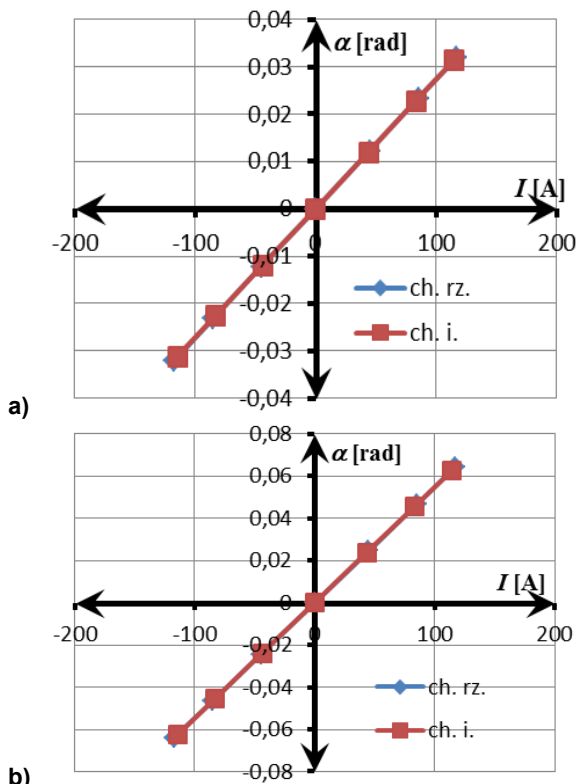 0,04
α [rad]
0,03
0,02
0,01
I [A]
0
-200 -100 0 100 200
-0,01
ch. rz.
-0,02
ch. i.
-0,03
-0,04
a)
0,08
α [rad]
0,06
0,04
0,02
I [A]
0
-200 -100 0 100 200
-0,02
-0,04
ch. rz.
-0,06
ch. i.
-0,08
b)